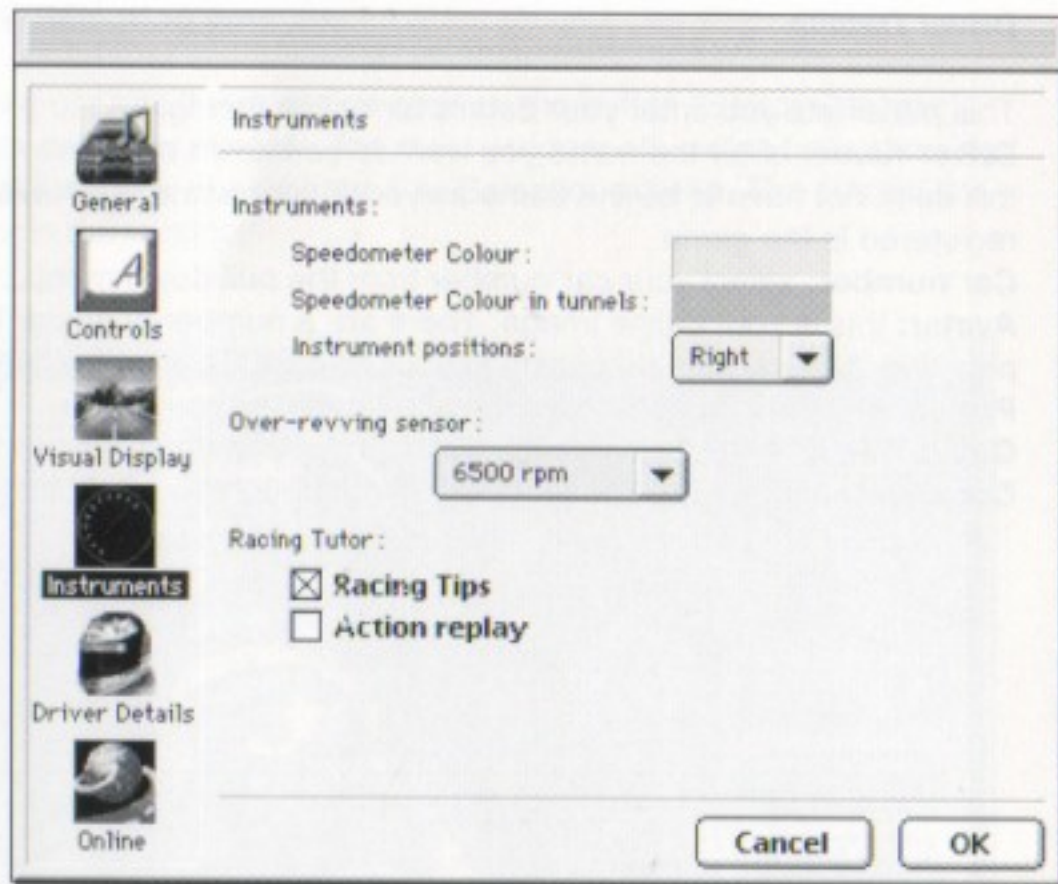 General
Controls
Visual Display
Instruments
Driver Details
Online
Instruments
Instruments:
Speedometer Colour:
Speedometer Colour in tunnels:
Instrument positions: Right
Over-revving sensor:
6500 rpm
Racing Tutor:
Racing Tips
Action replay
Cancel OK